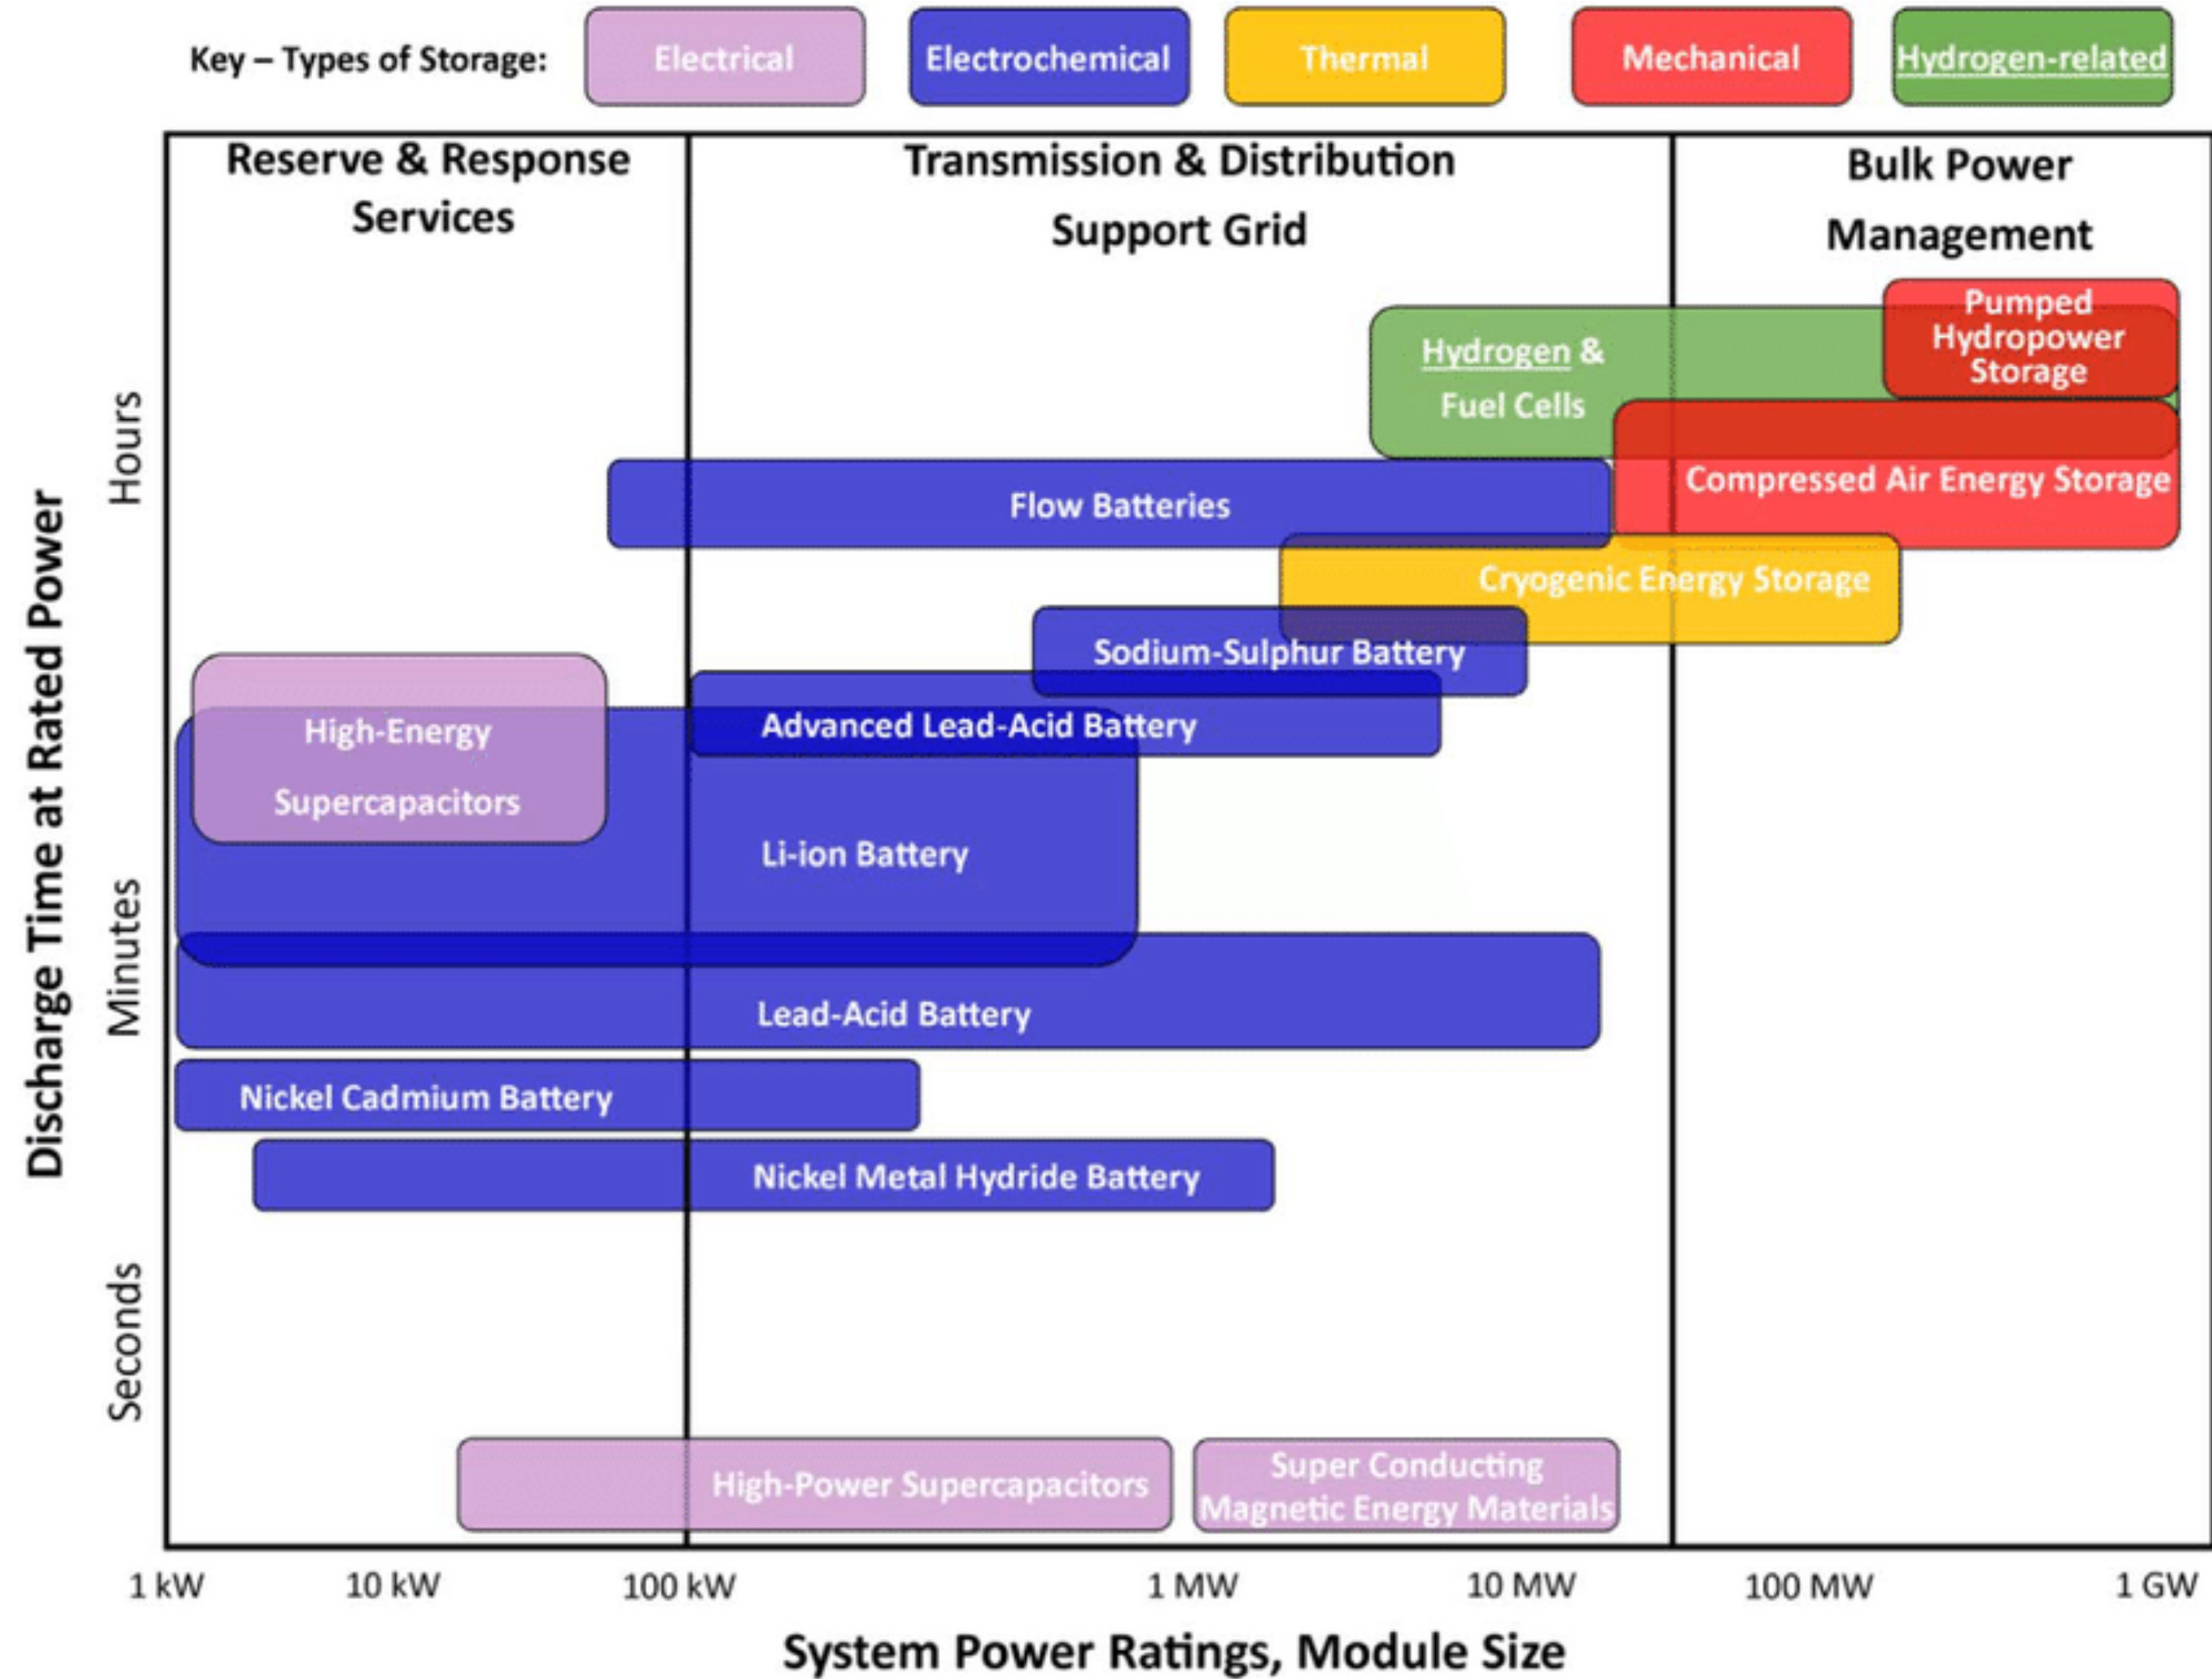 Key – Types of Storage:
Electrical
Electrochemical
Thermal
Mechanical
Hydrogen-related
Reserve & Response
Services
Transmission & Distribution
Support Grid
Bulk Power
Management
Discharge Time at Rated Power
Hours
Minutes
Seconds
Pumped
Hydropower
Storage
Hydrogen &
Fuel Cells
Compressed Air Energy Storage
Flow Batteries
Cryogenic Energy Storage
Sodium-Sulphur Battery
Advanced Lead-Acid Battery
High-Energy
Supercapacitors
Li-ion Battery
Lead-Acid Battery
Nickel Cadmium Battery
Nickel Metal Hydride Battery
High-Power Supercapacitors
Super Conducting
Magnetic Energy Materials
1 kW
10 kW
100 kW
1 MW
10 MW
100 MW
1 GW
System Power Ratings, Module Size